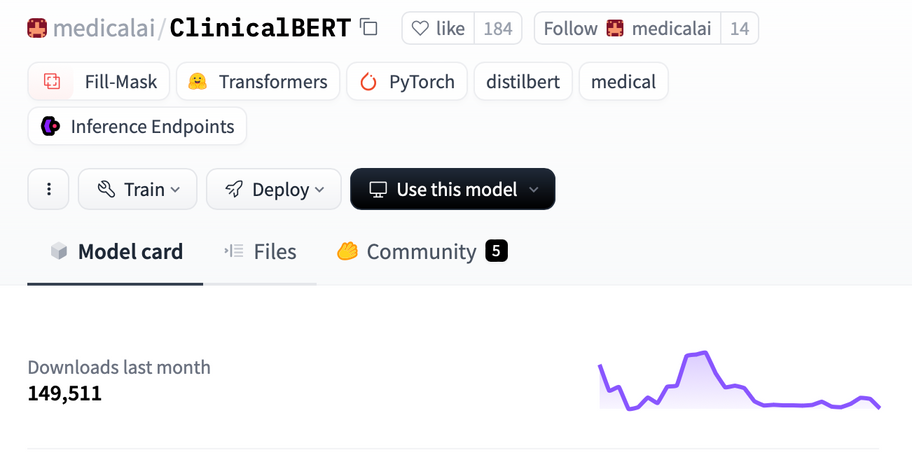 medicalai/ClinicalBERT like 184 Follow medicalai 14
Fill-Mask Transformers PyTorch distilbert medical
Inference Endpoints
Train Deploy Use this model
Model card Files Community 5
Downloads last month
149,511